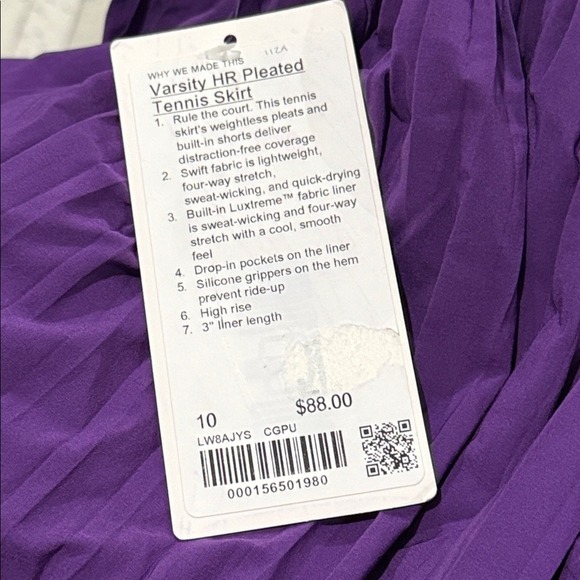 112A
WHY WE MADE THIS
Varsity HR Pleated
Tennis Skirt
1. Rule the court. This tennis
skirt's weightless pleats and
built-in shorts deliver
distraction-free coverage
2. Swift fabric is lightweight,
four-way stretch,
sweat-wicking, and quick-drying
3. Built-in Luxtreme™ fabric liner
is sweat-wicking and four-way
stretch with a cool, smooth
feel
4. Drop-in pockets on the liner
5. Silicone grippers on the hem
prevent ride-up
6. High rise
7. 3" liner length
10 $88.00
LW8AJYS CGPU
000156501980